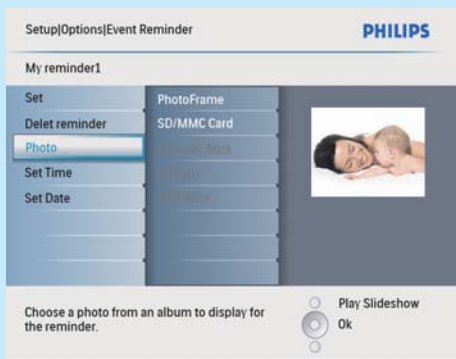 Setup|Options|Event Reminder
PHILIPS
My reminder1
Set
Delet reminder
Photo
Set Time
Set Date
PhotoFrame
SD/MMC Card
Choose a photo from an album to display for
the reminder.
Play Slideshow
Ok